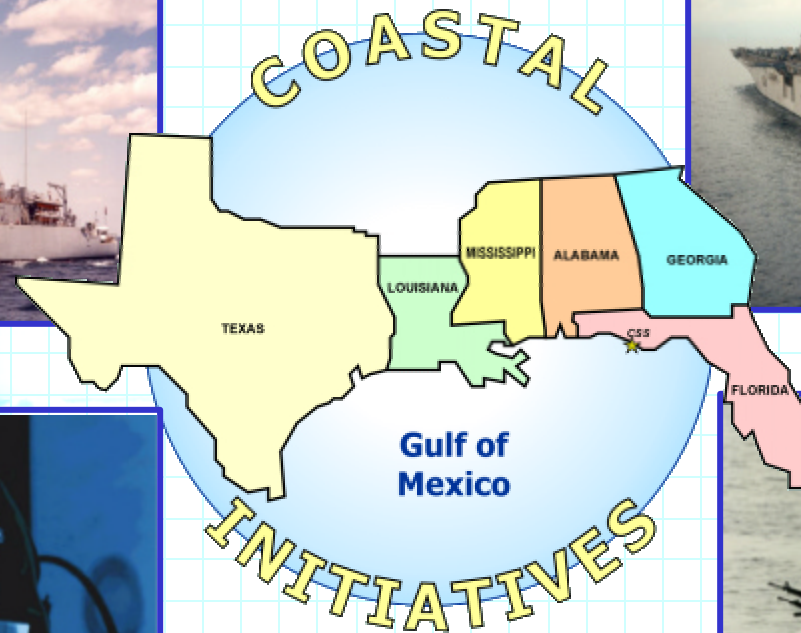 COASTAL
MISSISSIPPI
ALABAMA
GEORGIA
LOUISIANA
TEXAS
CSS
FLORIDA
Gulf of
Mexico
INITIATIVES